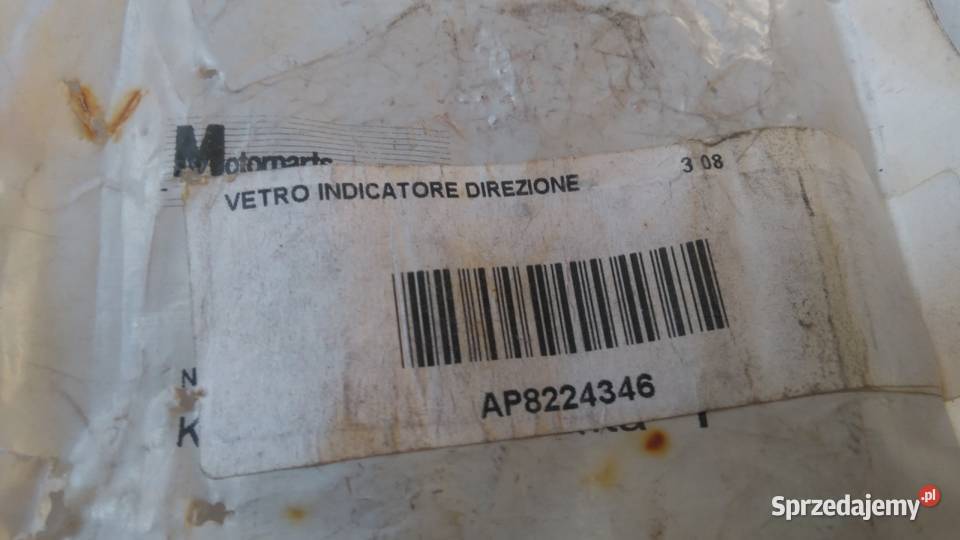 Motorparts
VETRO INDICATORE DIREZIONE
3 08
N
AP8224346
K
Sprzedajemy.pl